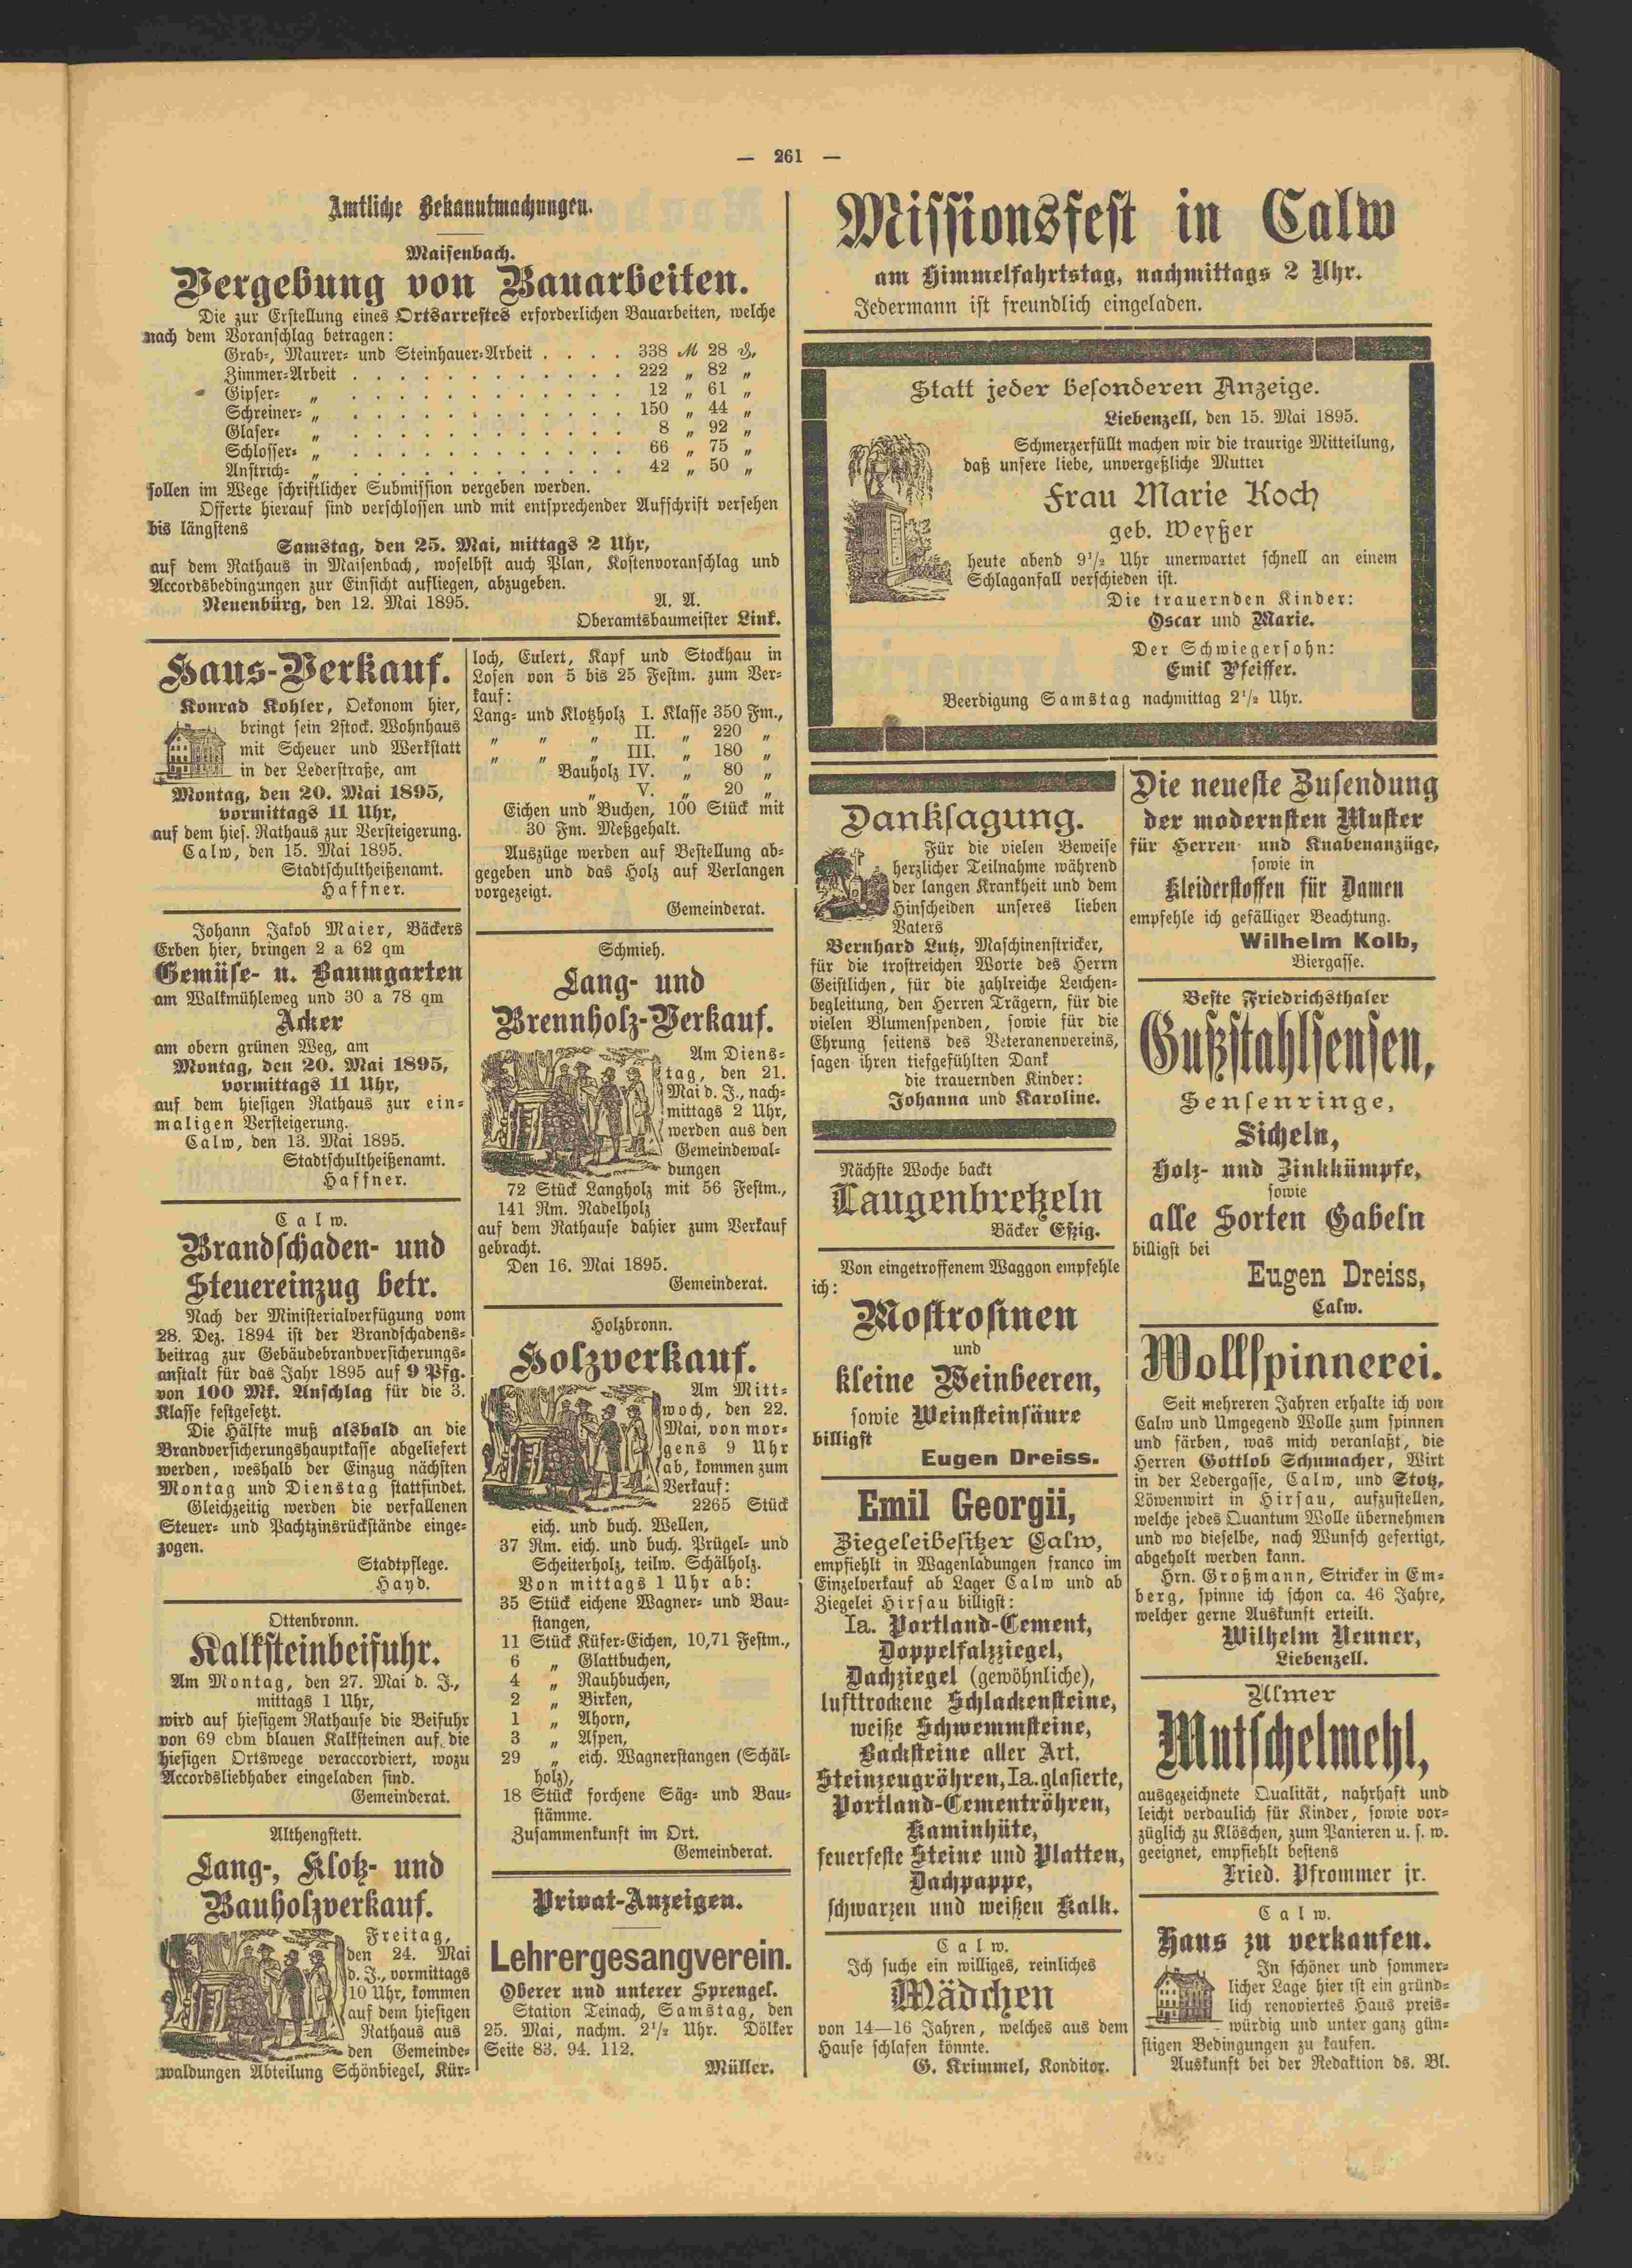 — 261 —
Amtliche Bekanntmachungen.
Maisenbach.
Vergebung von Bauarbeiten.
Die zur Erstellung eines Ortsarrestes erforderlichen Bauarbeiten, welche
nach dem Voranschlag betragen:
Grab-, Maurer- und Steinhauer-Arbeit . . . . 338 M 28 ₰,
Zimmer-Arbeit . . . . . . . . . . . . 222 „ 82 „
Gipser- „ . . . . . . . . . . . . 12 „ 61 „
Schreiner- „ . . . . . . . . . . . . 150 „ 44 „
Glaser- „ . . . . . . . . . . . . 8 „ 92 „
Schlosser- „ . . . . . . . . . . . . 66 „ 75 „
Anstrich- „ . . . . . . . . . . . . 42 „ 50 „
sollen im Wege schriftlicher Submission vergeben werden.
Offerte hierauf sind verschlossen und mit entsprechender Aufschrift versehen
bis längstens
Samstag, den 25. Mai, mittags 2 Uhr,
auf dem Rathaus in Maisenbach, woselbst auch Plan, Kostenvoranschlag und
Accordsbedingungen zur Einsicht aufliegen, abzugeben.
Neuenbürg, den 12. Mai 1895.
A. A.
Oberamtsbaumeister Link.
Haus-Verkauf.
Konrad Kohler, Oekonom hier,
bringt sein 2stock. Wohnhaus
mit Scheuer und Werkstatt
in der Lederstraße, am
Montag, den 20. Mai 1895,
vormittags 11 Uhr,
auf dem hies. Rathaus zur Versteigerung.
Calw, den 15. Mai 1895.
Stadtschultheißenamt.
Haffner.
Johann Jakob Maier, Bäckers
Erben hier, bringen 2 a 62 qm
Gemüse- u. Baumgarten
am Walkmühleweg und 30 a 78 qm
Acker
am obern grünen Weg, am
Montag, den 20. Mai 1895,
vormittags 11 Uhr,
auf dem hiesigen Rathaus zur ein-
maligen Versteigerung.
Calw, den 13. Mai 1895.
Stadtschultheißenamt.
Haffner.
Calw.
Brandschaden- und
Steuereinzug betr.
Nach der Ministerialverfügung vom
28. Dez. 1894 ist der Brandschadens-
beitrag zur Gebäudebrandversicherungs-
anstalt für das Jahr 1895 auf 9 Pfg.
von 100 Mk. Anschlag für die 3.
Klasse festgesetzt.
Die Hälfte muß alsbald an die
Brandversicherungshauptkasse abgeliefert
werden, weshalb der Einzug nächsten
Montag und Dienstag stattfindet.
Gleichzeitig werden die verfallenen
Steuer- und Pachtzinsrückstände einge-
zogen.
Stadtpflege.
Hayd.
Ottenbronn.
Kalksteinbeifuhr.
Am Montag, den 27. Mai d. J.,
mittags 1 Uhr,
wird auf hiesigem Rathause die Beifuhr
von 69 cbm blauen Kalksteinen auf die
hiesigen Ortswege veraccordiert, wozu
Accordsliebhaber eingeladen sind.
Gemeinderat.
Althengstett.
Lang-, Klotz- und
Bauholzverkauf.
Freitag,
den 24. Mai
d. J., vormittags
10 Uhr, kommen
auf dem hiesigen
Rathaus aus
den Gemeinde-
waldungen Abteilung Schönbiegel, Kür-
loch, Eulert, Kapf und Stockhau in
Losen von 5 bis 25 Festm. zum Ver-
kauf:
Lang- und Klotzholz I. Klasse 350 Fm.,
„ „ „ II. „ 220 „
„ „ „ III. „ 180 „
Bauholz IV. „ 80 „
„ V. „ 20 „
Eichen und Buchen, 100 Stück mit
30 Fm. Meßgehalt.
Auszüge werden auf Bestellung ab-
gegeben und das Holz auf Verlangen
vorgezeigt.
Gemeinderat.
Schmieh.
Lang- und
Brennholz-Verkauf.
Am Diens-
tag, den 21.
Mai d. J., nach-
mittags 2 Uhr,
werden aus den
Gemeindewal-
dungen
72 Stück Langholz mit 56 Festm.,
141 Rm. Nadelholz
auf dem Rathause dahier zum Verkauf
gebracht.
Den 16. Mai 1895.
Gemeinderat.
Holzbronn.
Holzverkauf.
Am Mitt-
woch, den 22.
Mai, von mor-
gens 9 Uhr
ab, kommen zum
Verkauf:
2265 Stück
eich. und buch. Wellen,
37 Rm. eich. und buch. Prügel- und
Scheiterholz, teilw. Schälholz.
Von mittags 1 Uhr ab:
35 Stück eichene Wagner- und Bau-
stangen,
11 Stück Küfer-Eichen, 10,71 Festm.,
6 „ Glattbuchen,
4 „ Rauhbuchen,
2 „ Birken,
1 „ Ahorn,
3 „ Aspen,
29 „ eich. Wagnerstangen (Schäl-
holz),
18 Stück forchene Säg- und Bau-
stämme.
Zusammenkunft im Ort.
Gemeinderat.
Privat-Anzeigen.
Lehrergesangverein.
Oberer und unterer Sprengel.
Station Teinach, Samstag, den
25. Mai, nachm. 2½ Uhr. Dölker
Seite 83. 94. 112.
Müller.
Missionsfest in Calw
am Himmelfahrtstag, nachmittags 2 Uhr.
Jedermann ist freundlich eingeladen.
Statt jeder besonderen Anzeige.
Liebenzell, den 15. Mai 1895.
Schmerzerfüllt machen wir die traurige Mitteilung,
daß unsere liebe, unvergeßliche Mutter
Frau Marie Koch
geb. Weyßer
heute abend 9½ Uhr unerwartet schnell an einem
Schlaganfall verschieden ist.
Die trauernden Kinder:
Oscar und Marie.
Der Schwiegersohn:
Emil Pfeiffer.
Beerdigung Samstag nachmittag 2½ Uhr.
Danksagung.
Für die vielen Beweise
herzlicher Teilnahme während
der langen Krankheit und dem
Hinscheiden unseres lieben
Vaters
Bernhard Lutz, Maschinenstricker,
für die trostreichen Worte des Herrn
Geistlichen, für die zahlreiche Leichen-
begleitung, den Herren Trägern, für die
vielen Blumenspenden, sowie für die
Ehrung seitens des Veteranenvereins,
sagen ihren tiefgefühlten Dank
die trauernden Kinder:
Johanna und Karoline.
Nächste Woche backt
Laugenbretzeln
Bäcker Eßig.
Von eingetroffenem Waggon empfehle
ich:
Mostrosinen
und
kleine Weinbeeren,
sowie Weinsteinsäure
billigst
Eugen Dreiss.
Emil Georgii,
Ziegeleibesitzer Calw,
empfiehlt in Wagenladungen franco im
Einzelverkauf ab Lager Calw und ab
Ziegelei Hirsau billigst:
Ia. Portland-Cement,
Doppelfalzziegel,
Dachziegel (gewöhnliche),
lufttrockene Schlackensteine,
weiße Schwemmsteine,
Backsteine aller Art.
Steinzeugröhren, Ia. glasierte,
Portland-Cementröhren,
Kaminhüte,
feuerfeste Steine und Platten,
Dachpappe,
schwarzen und weißen Kalk.
Calw.
Ich suche ein williges, reinliches
Mädchen
von 14—16 Jahren, welches aus dem
Hause schlafen könnte.
G. Krimmel, Konditor.
Die neueste Zusendung
der modernsten Muster
für Herren- und Knabenanzüge,
sowie in
Kleiderstoffen für Damen
empfehle ich gefälliger Beachtung.
Wilhelm Kolb,
Biergasse.
Beste Friedrichsthaler
Gußstahlsensen,
Sensenringe,
Sicheln,
Holz- und Zinkkümpfe,
sowie
alle Sorten Gabeln
billigst bei
Eugen Dreiss,
Calw.
Wollspinnerei.
Seit mehreren Jahren erhalte ich von
Calw und Umgegend Wolle zum spinnen
und färben, was mich veranlaßt, die
Herren Gottlob Schumacher, Wirt
in der Ledergasse, Calw, und Stotz,
Löwenwirt in Hirsau, aufzustellen,
welche jedes Quantum Wolle übernehmen
und wo dieselbe, nach Wunsch gefertigt,
abgeholt werden kann.
Hrn. Großmann, Stricker in Em-
berg, spinne ich schon ca. 46 Jahre,
welcher gerne Auskunft erteilt.
Wilhelm Nenner,
Liebenzell.
Ulmer
Mutschelmehl,
ausgezeichnete Qualität, nahrhaft und
leicht verdaulich für Kinder, sowie vor-
züglich zu Klöschen, zum Panieren u. s. w.
geeignet, empfiehlt bestens
Fried. Pfrommer jr.
Calw.
Haus zu verkaufen.
In schöner und sommer-
licher Lage hier ist ein gründ-
lich renoviertes Haus preis-
würdig und unter ganz gün-
stigen Bedingungen zu kaufen.
Auskunft bei der Redaktion ds. Bl.